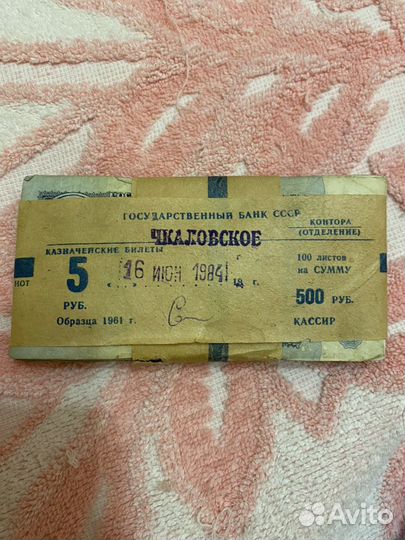 ГОСУДАРСТВЕННЫЙ БАНК СССР
ЧКАЛОВСКОЕ
КОНТОРА
(ОТДЕЛЕНИЕ)
КАЗНАЧЕЙСКИЕ БИЛЕТЫ
5
РУБ.
Образца 1961 г.
16 ИЮН 1984
г.
100 листов
на СУММУ
500 РУБ.
КАССИР
Avito